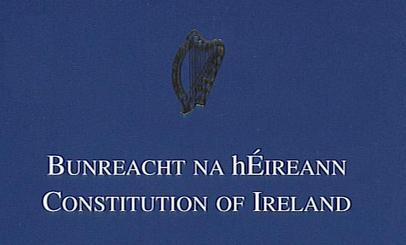 BUNREACHT NA hÉIREANN
CONSTITUTION OF IRELAND